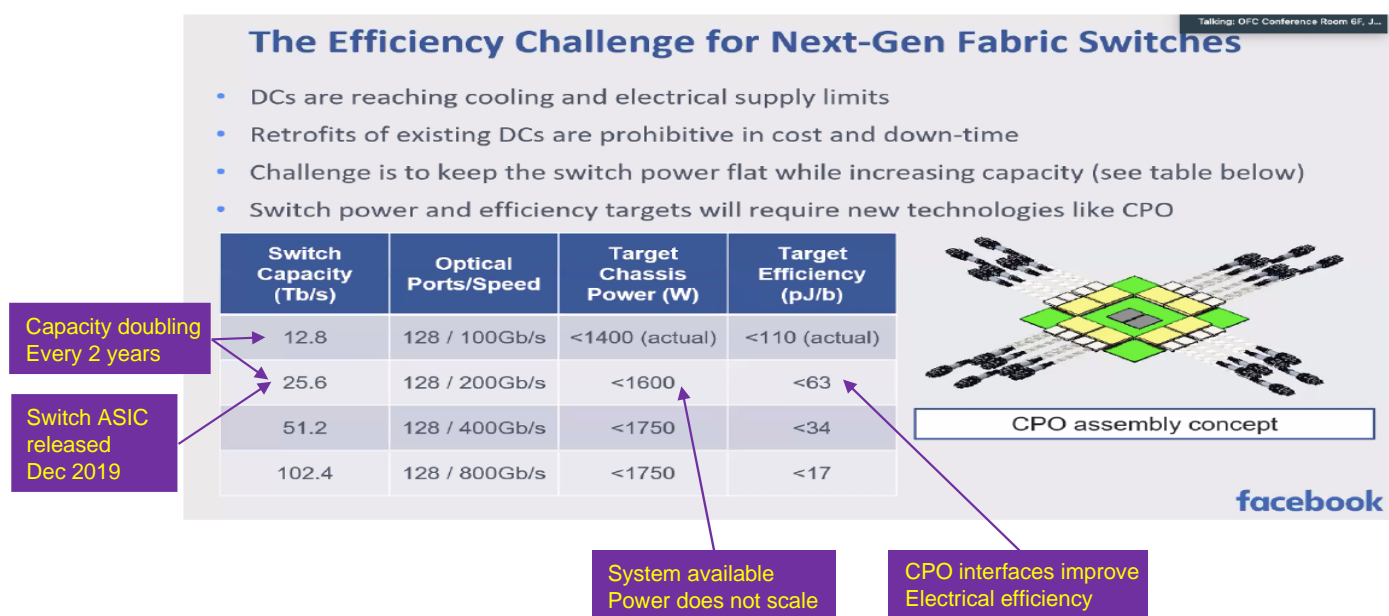 Talking: OFC Conference Room 6F, J...
The Efficiency Challenge for Next-Gen Fabric Switches
• DCs are reaching cooling and electrical supply limits
• Retrofits of existing DCs are prohibitive in cost and down-time
• Challenge is to keep the switch power flat while increasing capacity (see table below)
• Switch power and efficiency targets will require new technologies like CPO
Switch Capacity (Tb/s) Optical Ports/Speed Target Chassis Power (W) Target Efficiency (pJ/b)
12.8 128 / 100Gb/s <1400 (actual) <110 (actual)
25.6 128 / 200Gb/s <1600 <63
51.2 128 / 400Gb/s <1750 <34
102.4 128 / 800Gb/s <1750 <17
Capacity doubling
Every 2 years
Switch ASIC
released
Dec 2019
CPO assembly concept
facebook
System available
Power does not scale
CPO interfaces improve
Electrical efficiency